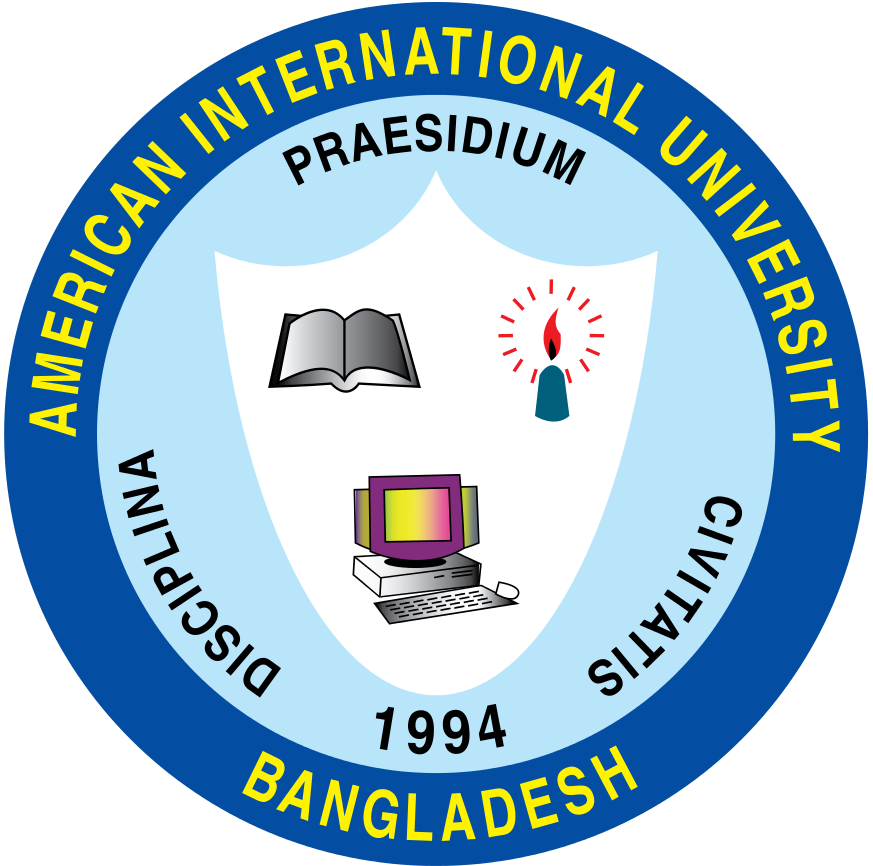 AMERICAN INTERNATIONAL UNIVERSITY
PRAESIDIUM
DISCIPLINA
CIVITATIS
1994
BANGLADESH